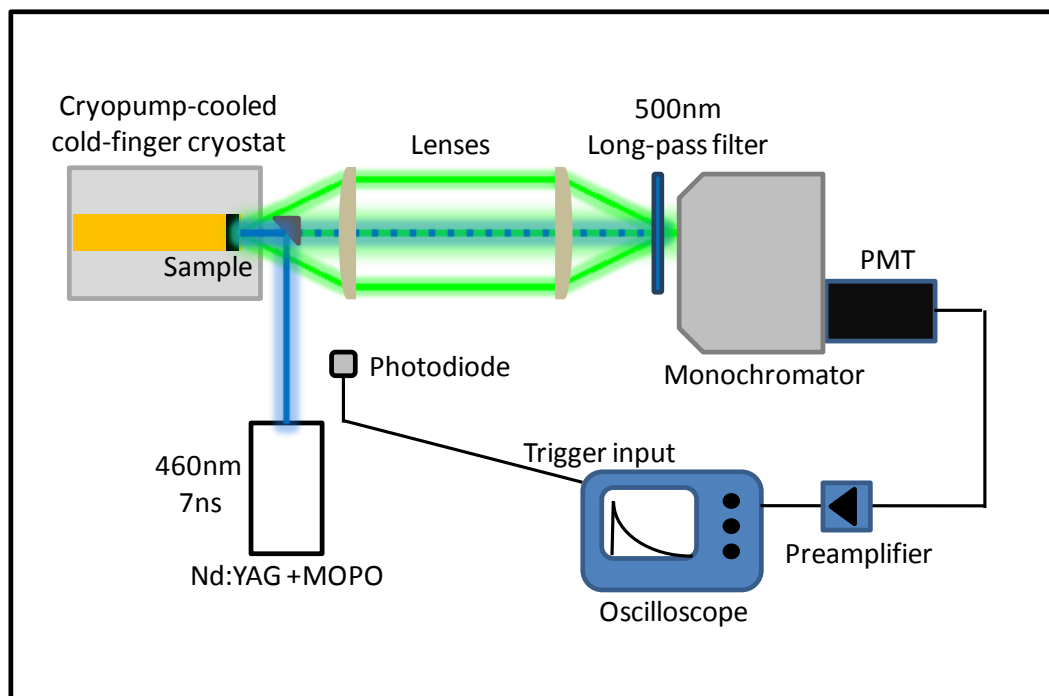 Cryopump-cooled
cold-finger cryostat
Lenses
500nm
Long-pass filter
Sample
PMT
Photodiode
Monochromator
460nm
7ns
Trigger input
Preamplifier
Nd:YAG +MOPO
Oscilloscope